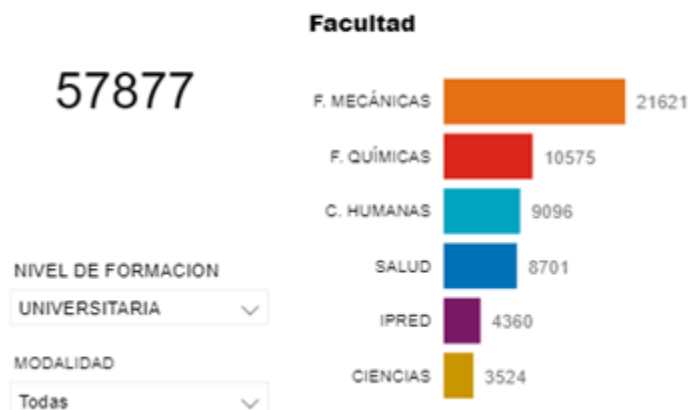 Facultad
57877
F. MECÁNICAS 21621
F. QUÍMICAS 10575
C. HUMANAS 9096
SALUD 8701
IPRED 4360
CIENCIAS 3524
NIVEL DE FORMACION
UNIVERSITARIA
MODALIDAD
Todas